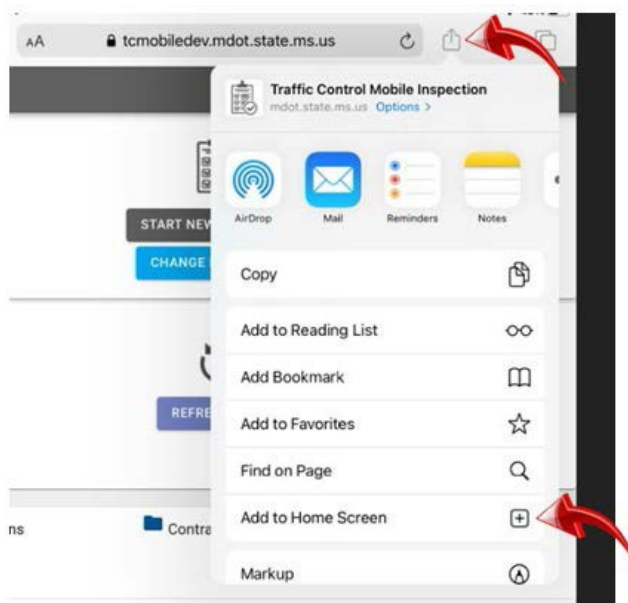 AA tcmobiledev.mdot.state.ms.us
Traffic Control Mobile Inspection
mdot.state.ms.us Options >
AirDrop Mail Reminders Notes
START NEW
CHANGE
Copy
Add to Reading List
Add Bookmark
REFRE
Add to Favorites
Find on Page
Add to Home Screen
ns Contra
Markup